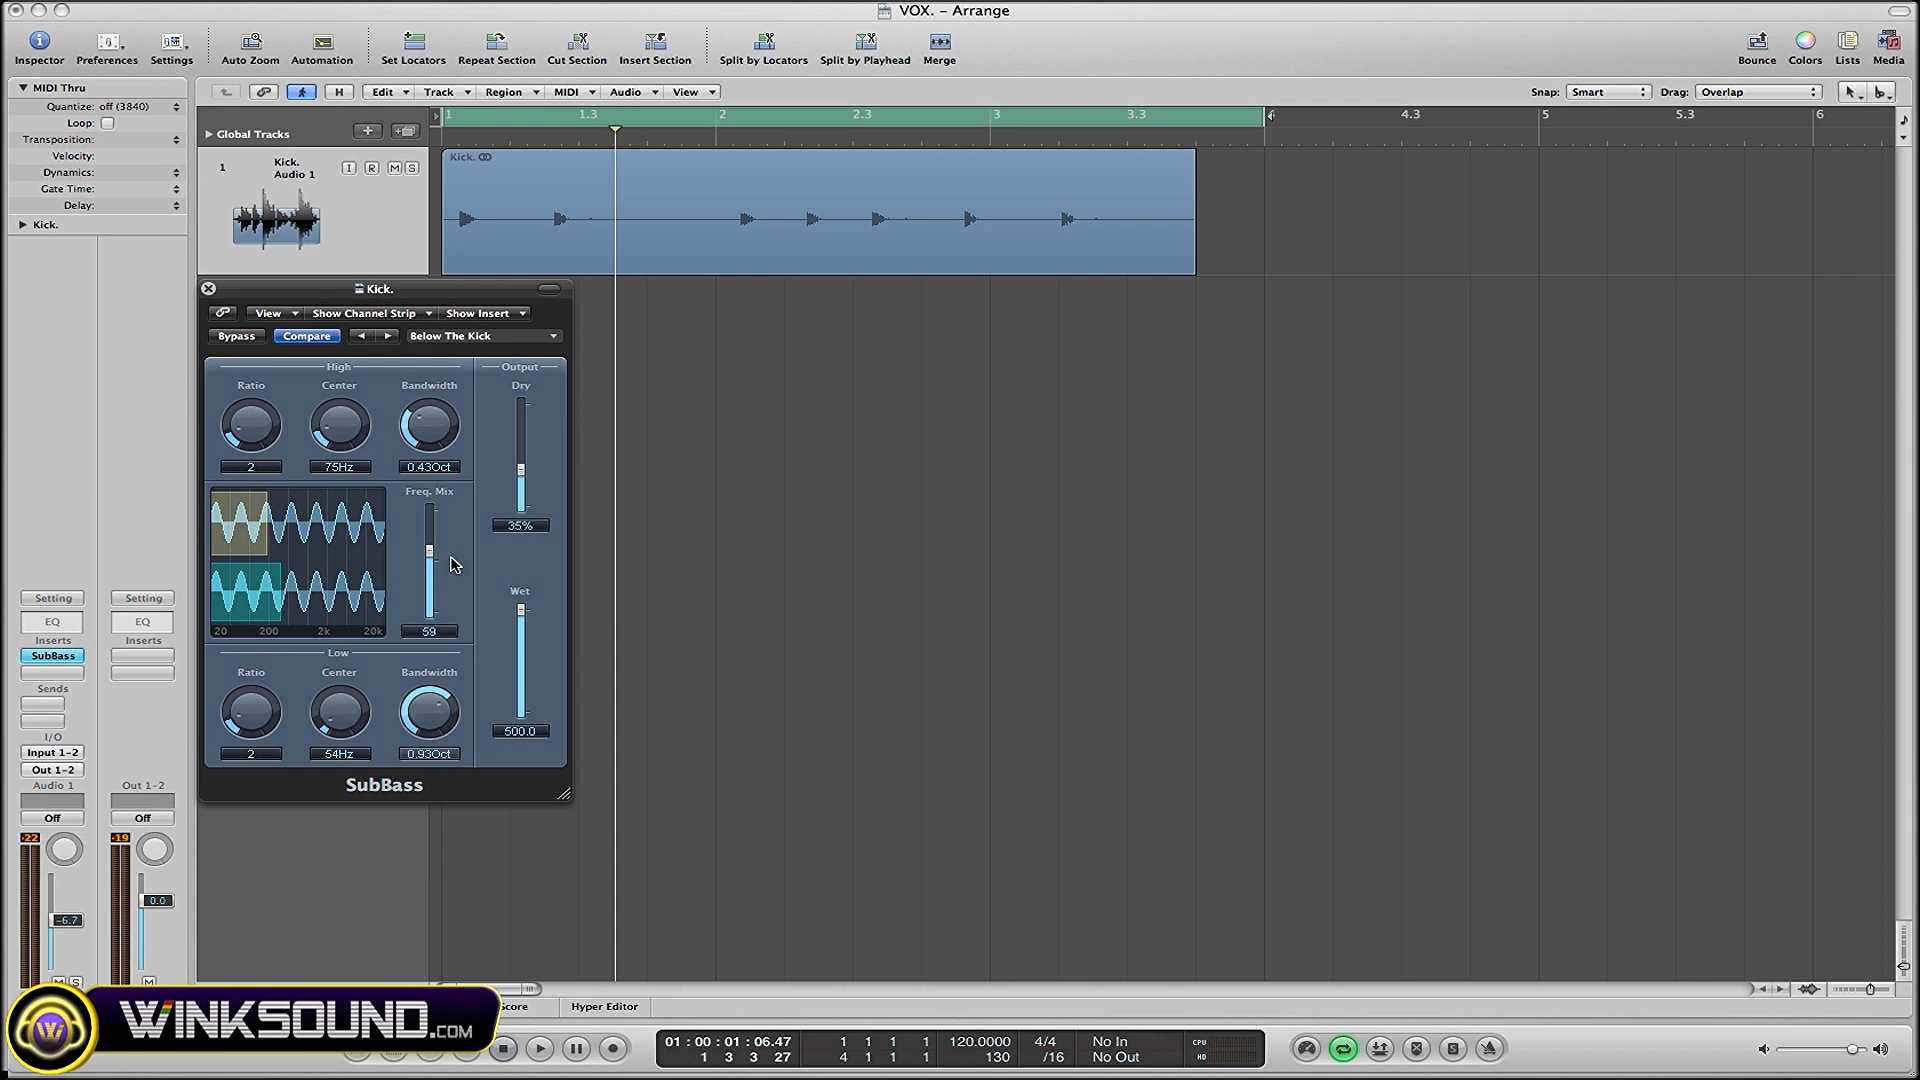 VOX. - Arrange
Inspector Preferences Settings Auto Zoom Automation Set Locators Repeat Section Cut Section Insert Section Split by Locators Split by Playhead Merge Bounce Colors Lists Media
MIDI Thru
Quantize: off (3840)
Loop:
Transposition:
Velocity:
Dynamics:
Gate Time:
Delay:
Kick.
H Edit Track Region MIDI Audio View Snap: Smart Drag: Overlap
Global Tracks
1 1.3 2 2.3 3 3.3 4.3 5 5.3 6
1 Kick. I R M S
Audio 1
Kick.
Kick.
View Show Channel Strip Show Insert
Bypass Compare Below The Kick
High Output
Ratio Center Bandwidth Dry
2 75Hz 0.43Oct
Freq. Mix
35%
Wet
20 200 2k 20k 59
Low
Ratio Center Bandwidth
500.0
2 54Hz 0.93Oct
SubBass
Setting Setting
EQ EQ
Inserts Inserts
SubBass
Sends
I/O
Input 1-2
Out 1-2
Audio 1 Out 1-2
Off Off
-22 -19
0.0
-6.7
M S M
Score Hyper Editor
W WINKSOUND.COM
01 : 00 : 01 : 06.47 1 1 1 1 120.0000 4/4 No In CPU
1 3 3 27 4 1 1 1 130 /16 No Out HD
S